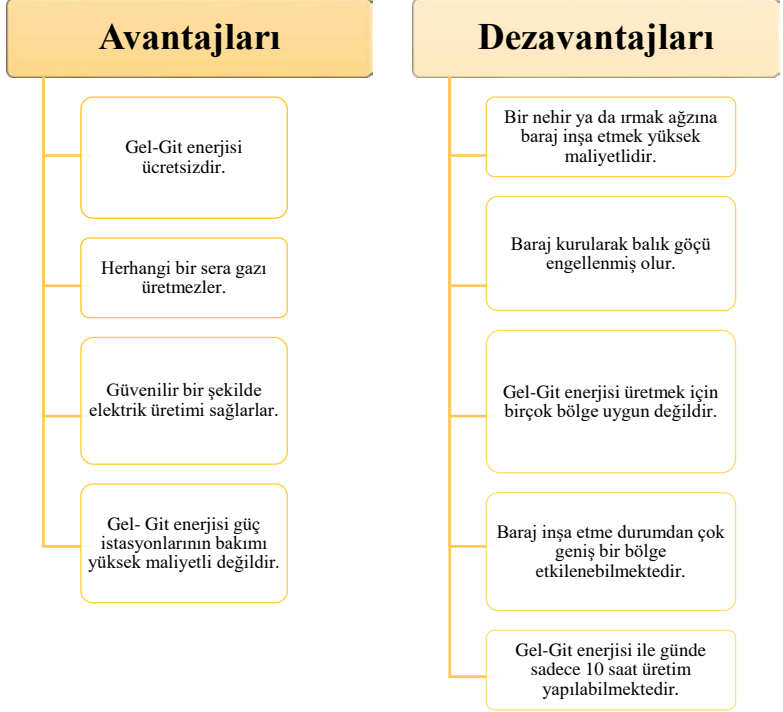 Avantajları
Gel-Git enerjisi
ücretsizdir.
Herhangi bir sera gazı
üretmezler.
Güvenilir bir şekilde
elektrik üretimi sağlarlar.
Gel- Git enerjisi güç
istasyonlarının bakımı
yüksek maliyetli değildir.
Dezavantajları
Bir nehir ya da ırmak ağzına
baraj inşa etmek yüksek
maliyetlidir.
Baraj kurularak balık göçü
engellenmiş olur.
Gel-Git enerjisi üretmek için
birçok bölge uygun değildir.
Baraj inşa etme durumdan çok
geniş bir bölge
etkilenebilmektedir.
Gel-Git enerjisi ile günde
sadece 10 saat üretim
yapılabilmektedir.